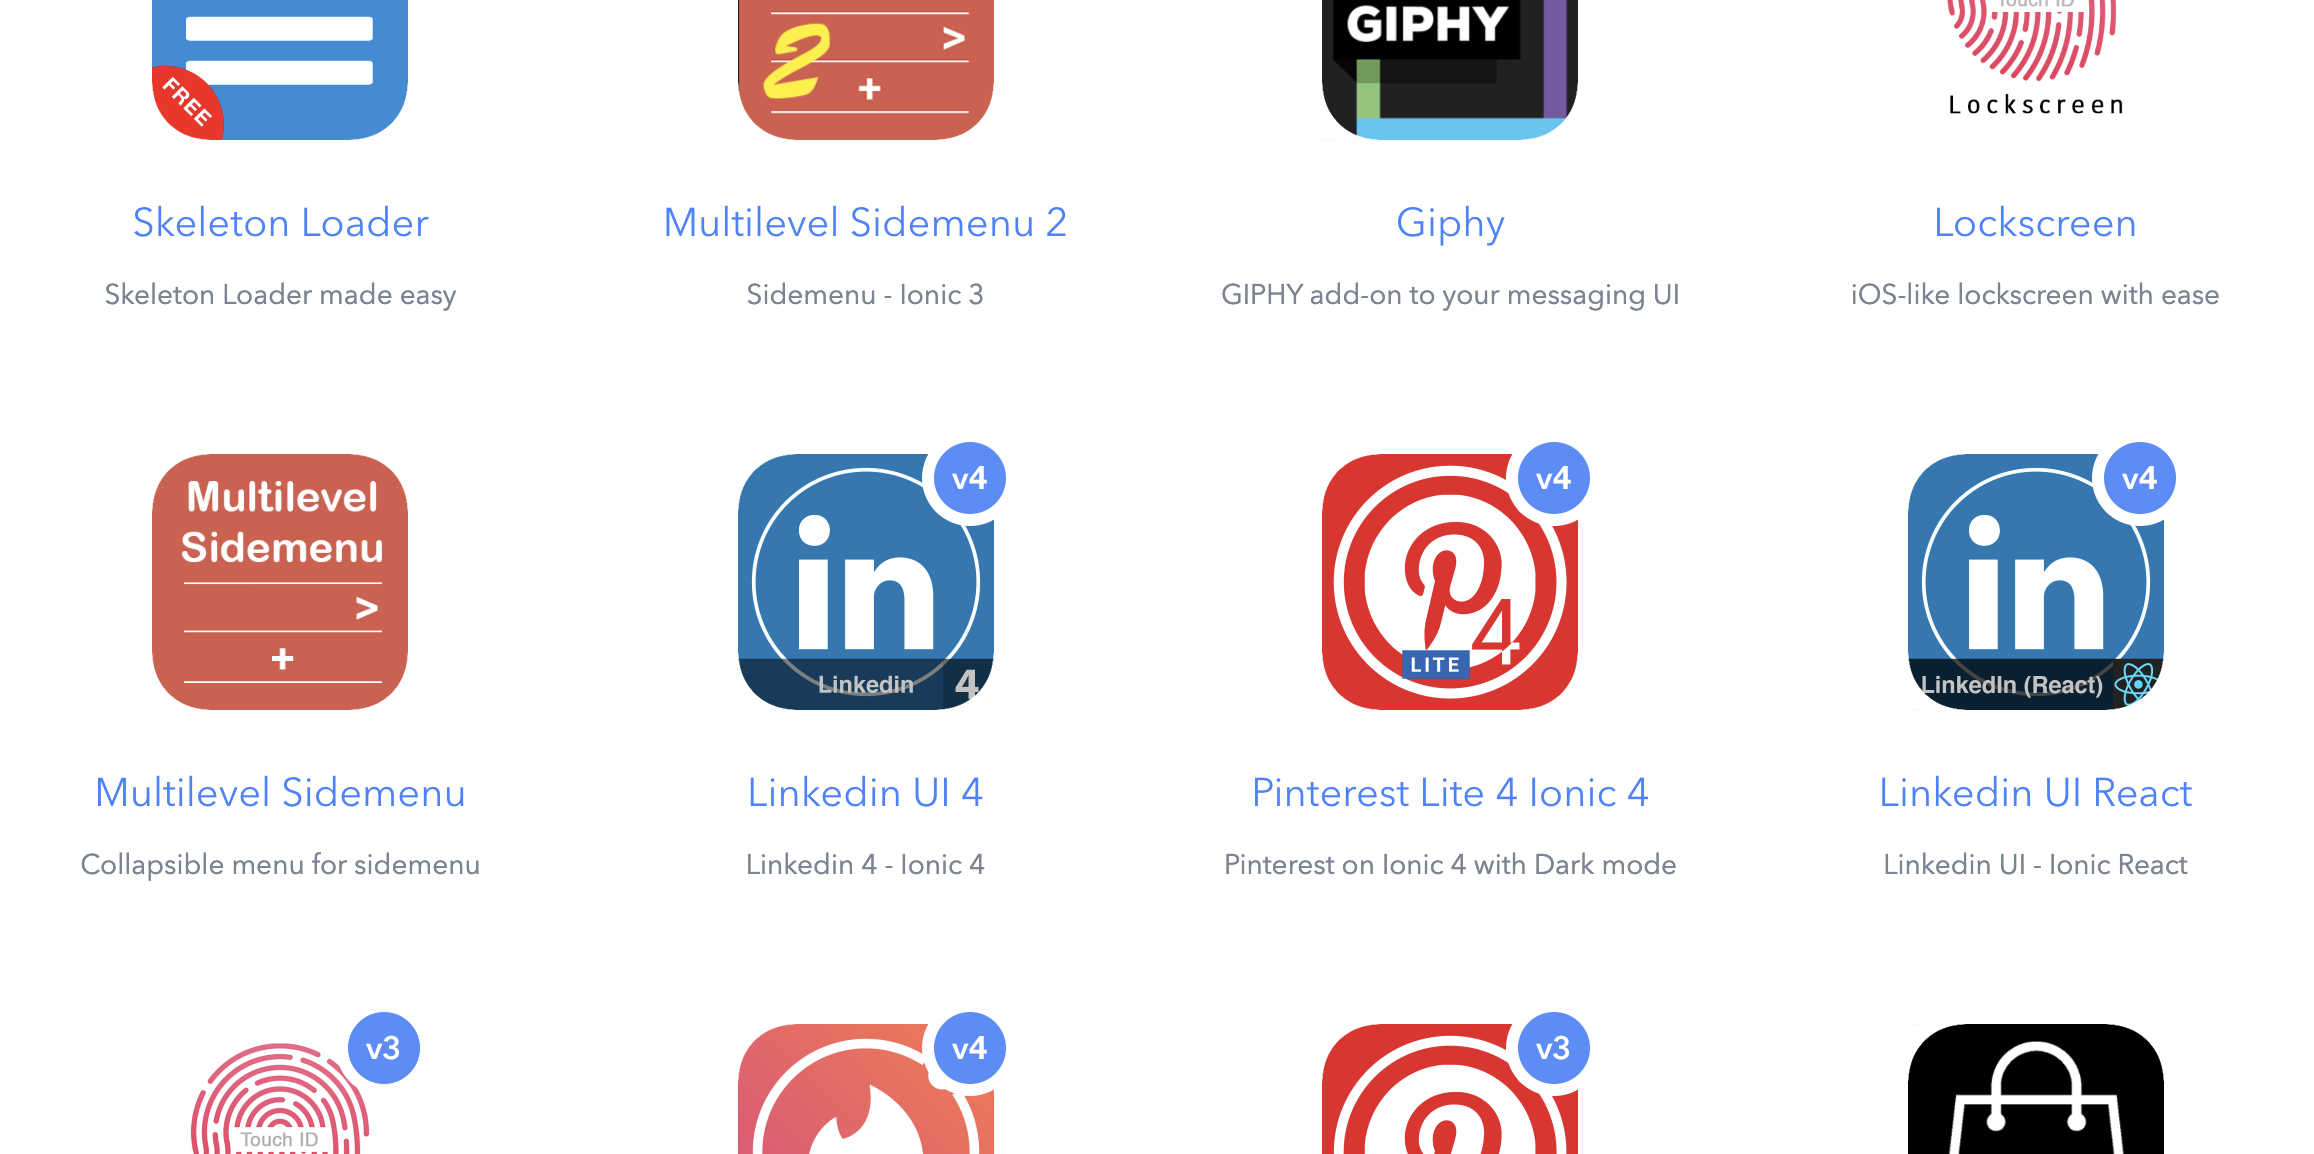 Touch ID
GIPHY
2
>
+
FREE
Lockscreen
Skeleton Loader
Multilevel Sidemenu 2
Giphy
Lockscreen
Skeleton Loader made easy
Sidemenu - Ionic 3
GIPHY add-on to your messaging UI
iOS-like lockscreen with ease
Multilevel
Sidemenu
>
+
v4
in
Linkedin 4
v4
4
LITE
v4
in
LinkedIn (React)
Multilevel Sidemenu
Linkedin UI 4
Pinterest Lite 4 Ionic 4
Linkedin UI React
Collapsible menu for sidemenu
Linkedin 4 - Ionic 4
Pinterest on Ionic 4 with Dark mode
Linkedin UI - Ionic React
v3
Touch ID
v4
v3